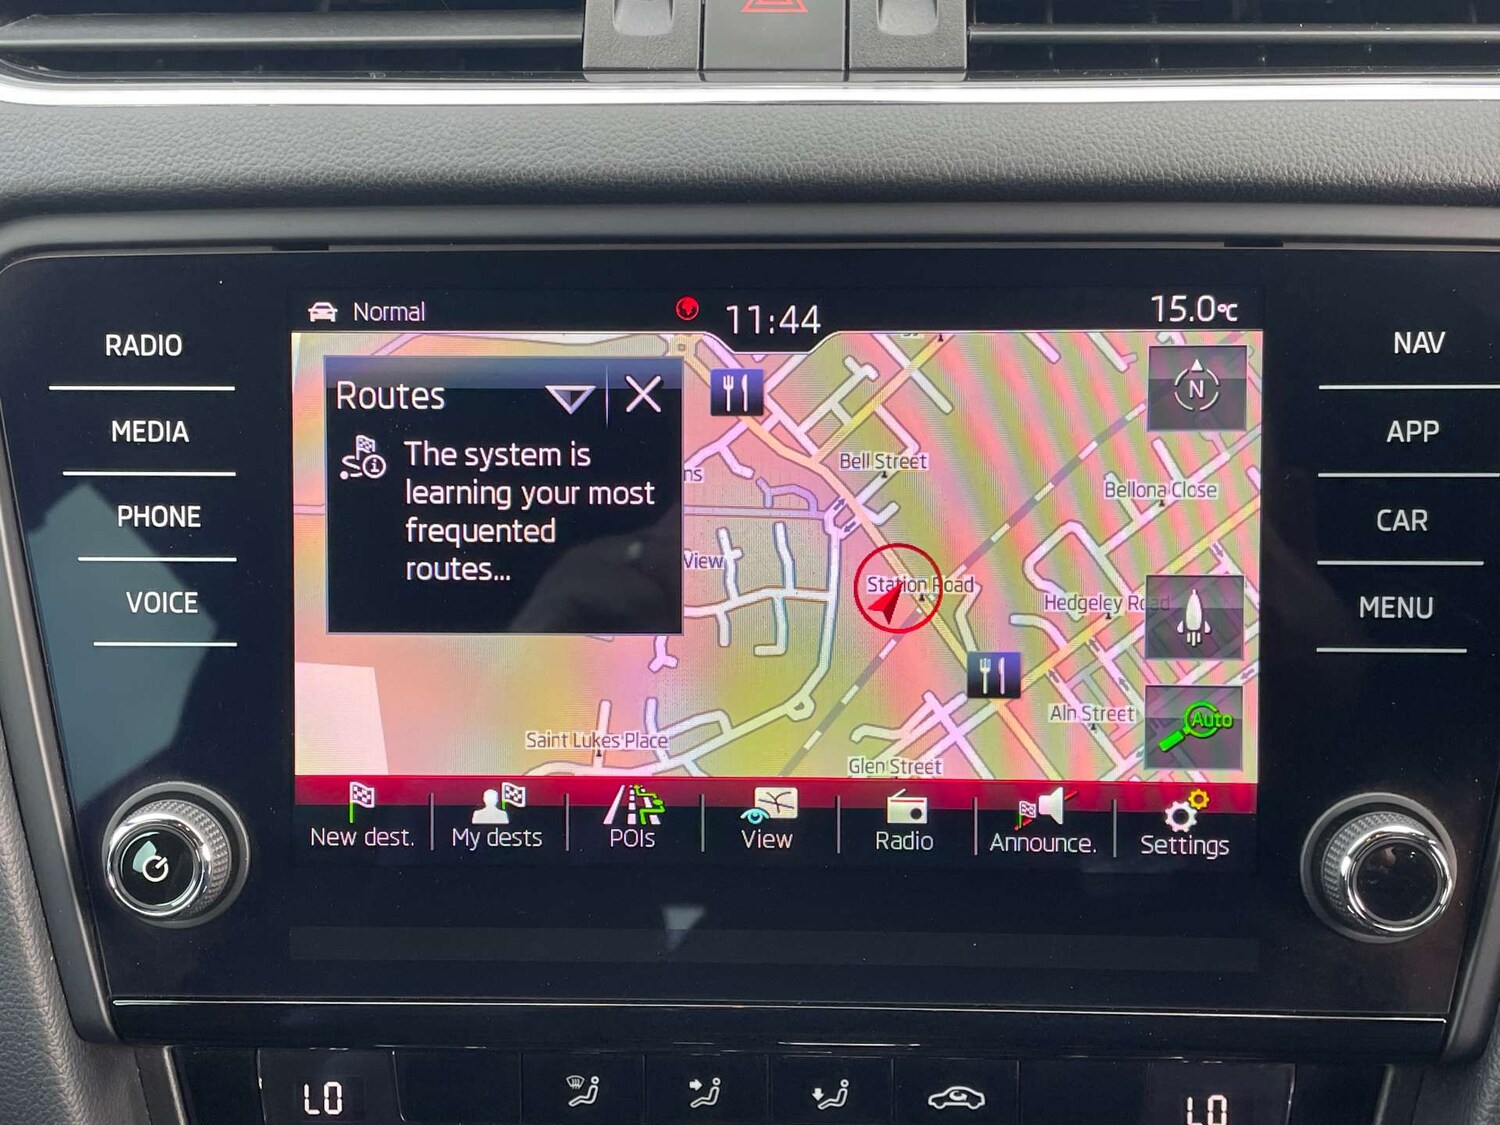 Normal
11:44
15.0°C
RADIO
MEDIA
PHONE
VOICE
NAV
APP
CAR
MENU
Routes
The system is
learning your most
frequented
routes...
N
ns
View
Bell Street
Bellona Close
Station Road
Hedgeley Road
Aln Street
Auto
Saint Lukes Place
Glen Street
New dest.
My dests
POIs
View
Radio
Announce.
Settings
LO
LO